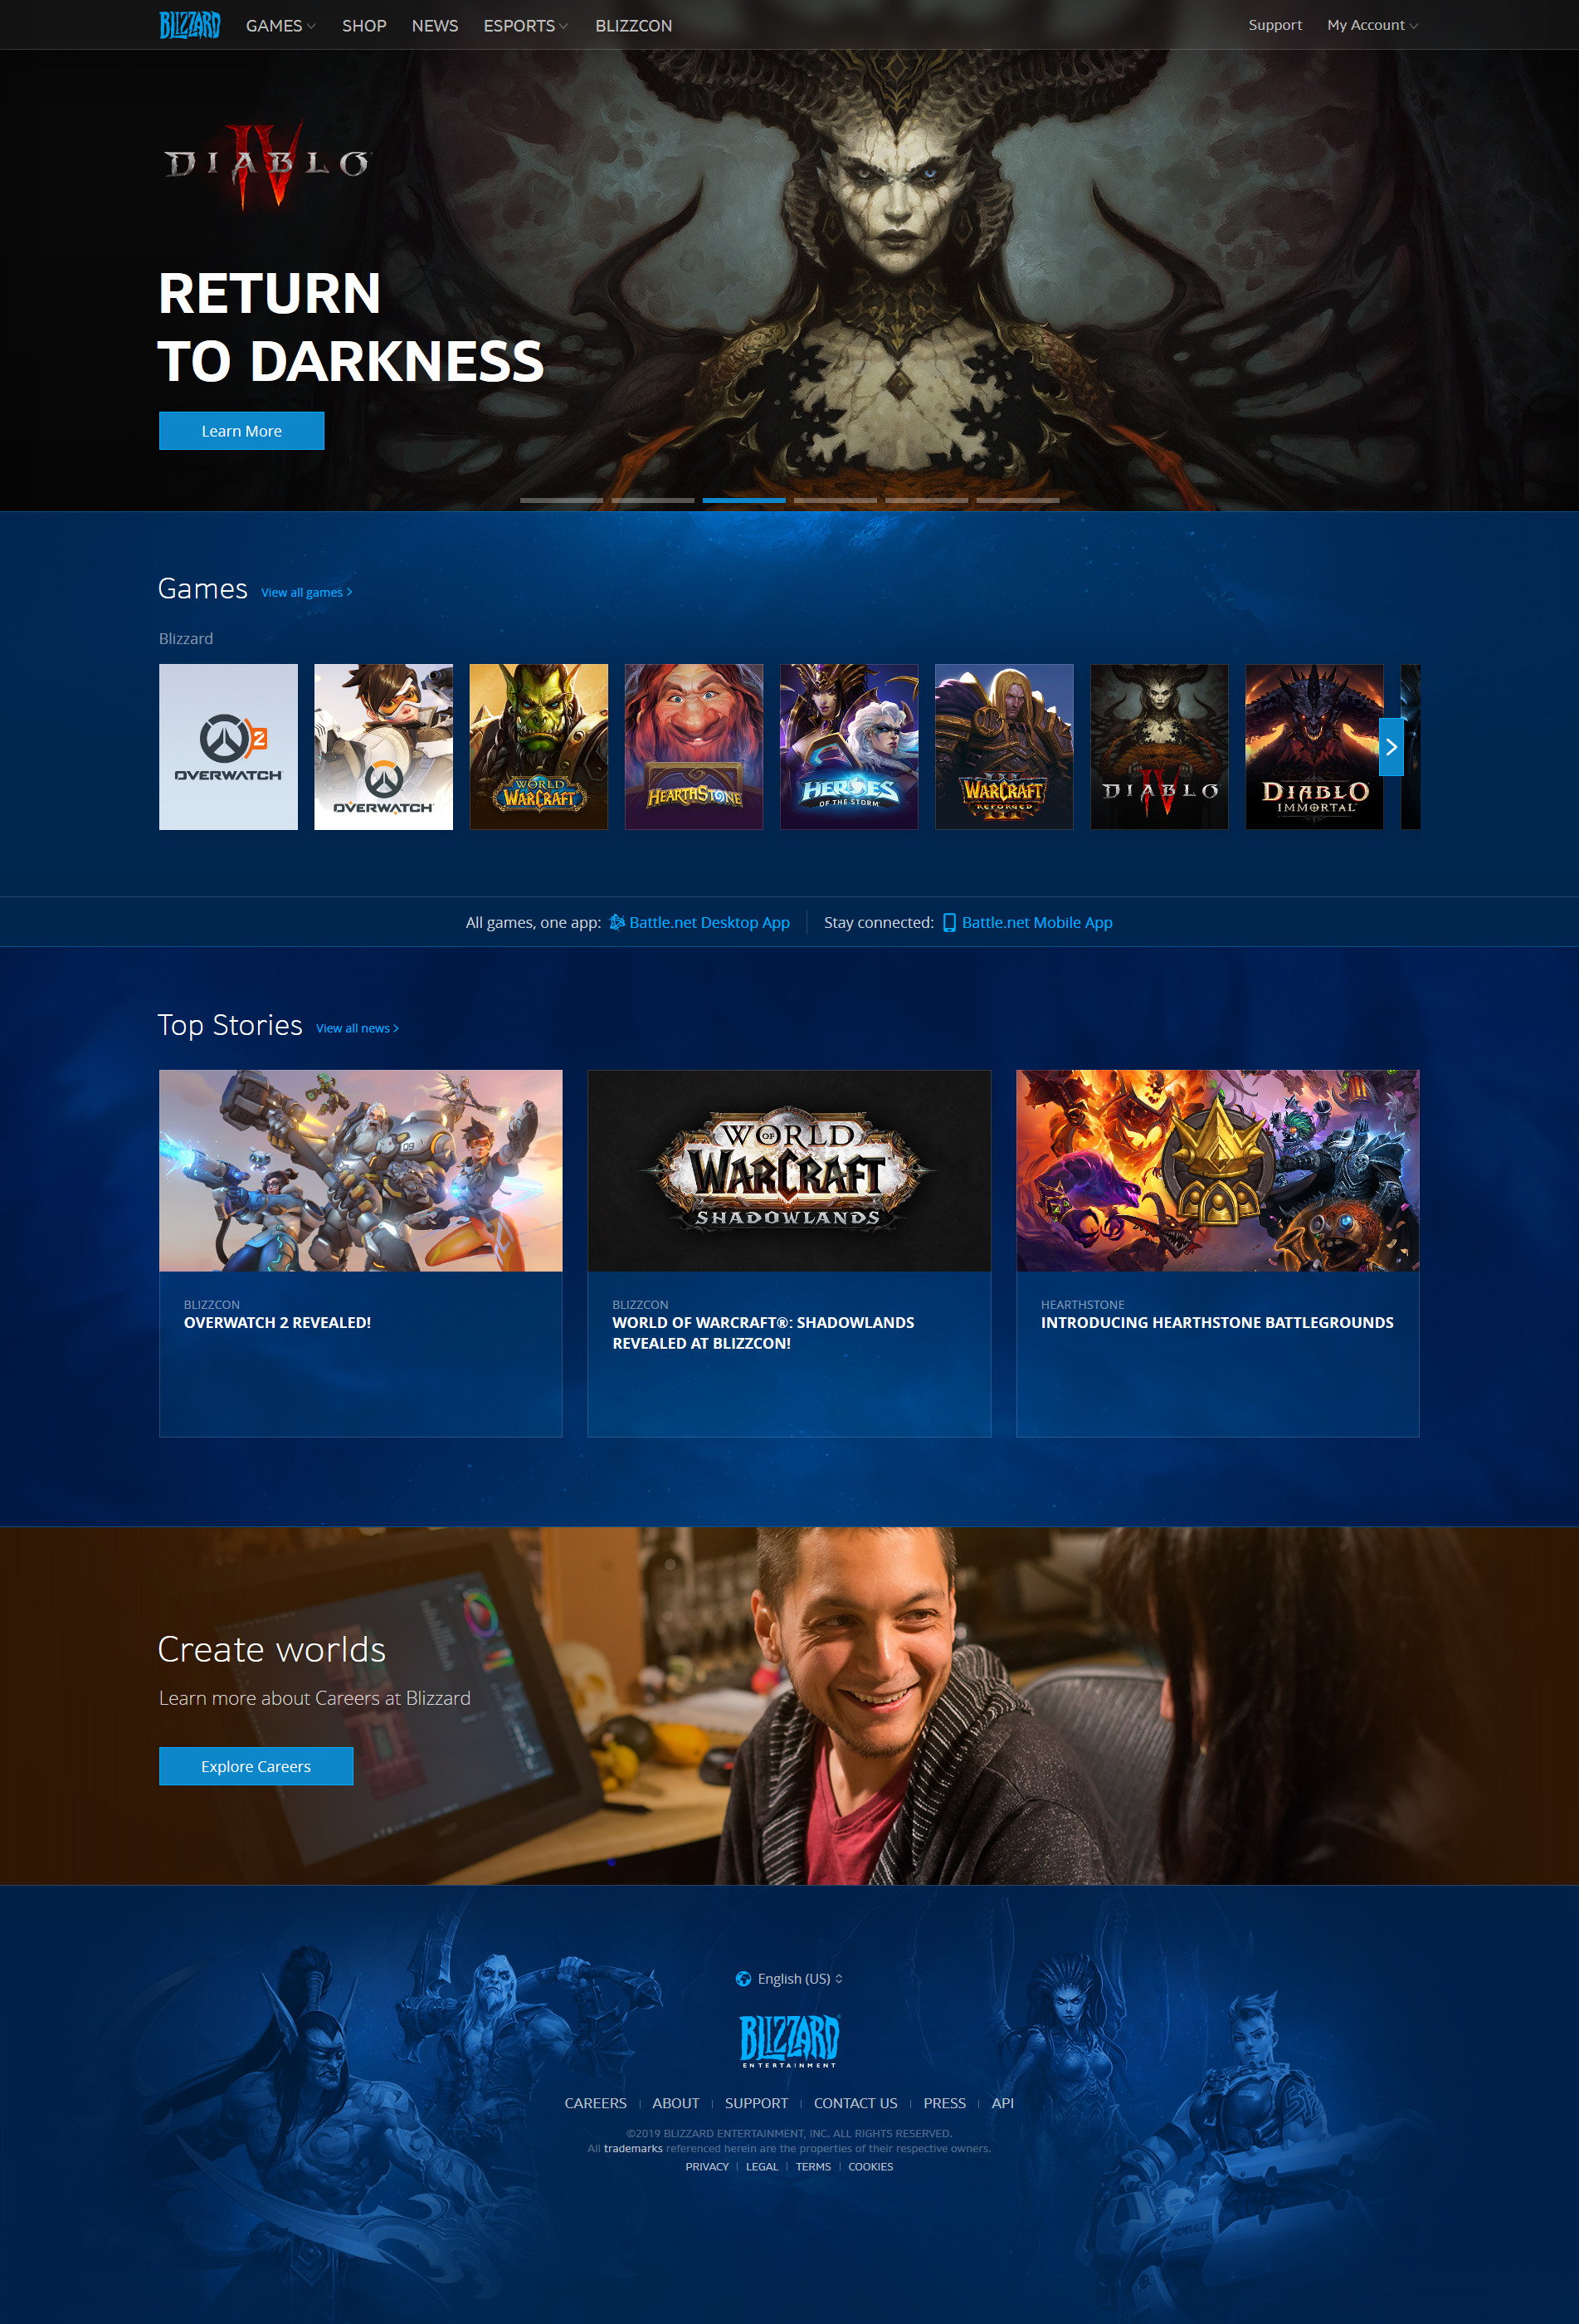 BLIZZARD GAMES SHOP NEWS ESPORTS BLIZZCON Support My Account
DIABLO IV
RETURN
TO DARKNESS
Learn More
Games View all games
Blizzard
2
OVERWATCH
OVERWATCH
WORLD
OF
WARCRAFT
HEARTHSTONE
HEROES
OF THE STORM
III
WARCRAFT
REFORGED
DIABLO IV
DIABLO
IMMORTAL
All games, one app: Battle.net Desktop App Stay connected: Battle.net Mobile App
Top Stories View all news
09
WORLD
OF
WARCRAFT
SHADOWLANDS
BLIZZCON
OVERWATCH 2 REVEALED!
BLIZZCON
WORLD OF WARCRAFT®: SHADOWLANDS
REVEALED AT BLIZZCON!
HEARTHSTONE
INTRODUCING HEARTHSTONE BATTLEGROUNDS
Create worlds
Learn more about Careers at Blizzard
Explore Careers
English (US)
BLIZZARD
ENTERTAINMENT
CAREERS | ABOUT | SUPPORT | CONTACT US | PRESS | API
©2019 BLIZZARD ENTERTAINMENT, INC. ALL RIGHTS RESERVED.
All trademarks referenced herein are the properties of their respective owners.
PRIVACY | LEGAL | TERMS | COOKIES